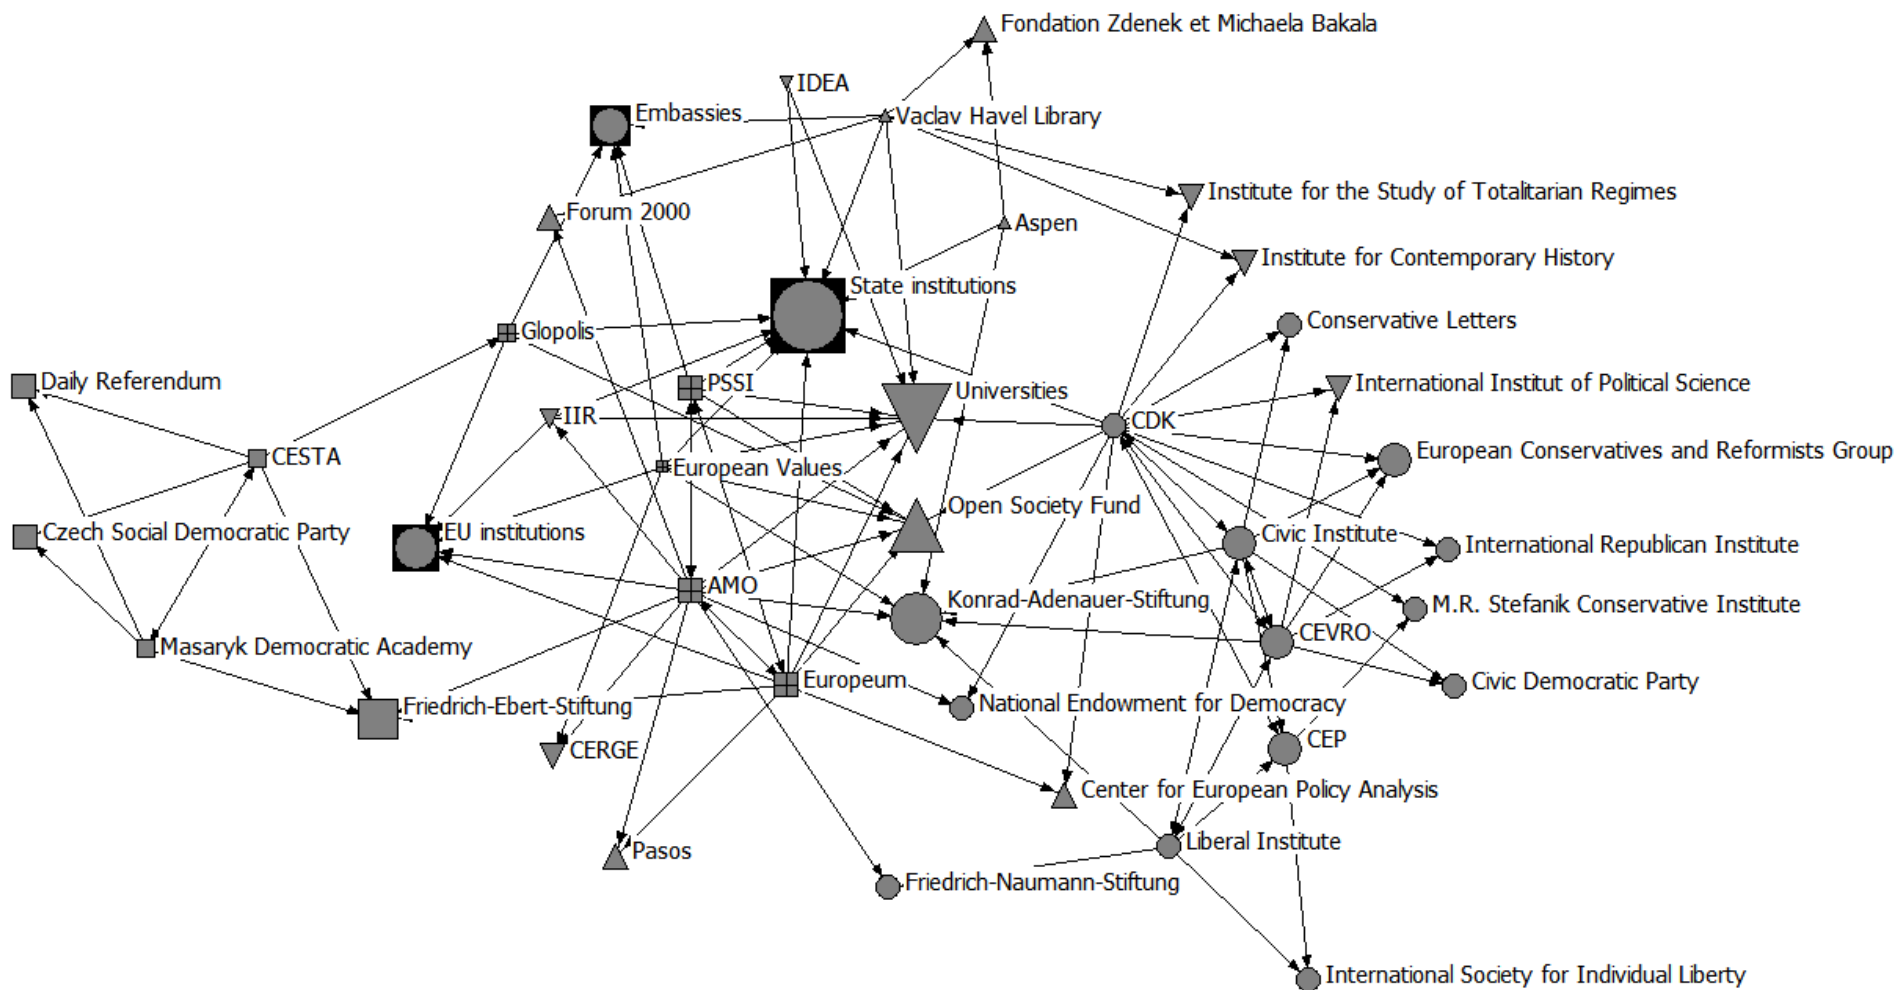 Fondation Zdenek et Michaela Bakala
IDEA
Embassies
Vaclav Havel Library
Institute for the Study of Totalitarian Regimes
Forum 2000
Aspen
Institute for Contemporary History
State institutions
Conservative Letters
Glopolis
Daily Referendum
PSSI
Universities
International Institut of Political Science
IIR
CDK
European Conservatives and Reformists Group
CESTA
European Values
Open Society Fund
Czech Social Democratic Party
EU institutions
Civic Institute
International Republican Institute
AMO
Konrad-Adenauer-Stiftung
M.R. Stefanik Conservative Institute
CEVRO
Masaryk Democratic Academy
Europeum
Civic Democratic Party
Friedrich-Ebert-Stiftung
National Endowment for Democracy
CERGE
CEP
Center for European Policy Analysis
Pasos
Liberal Institute
Friedrich-Naumann-Stiftung
International Society for Individual Liberty